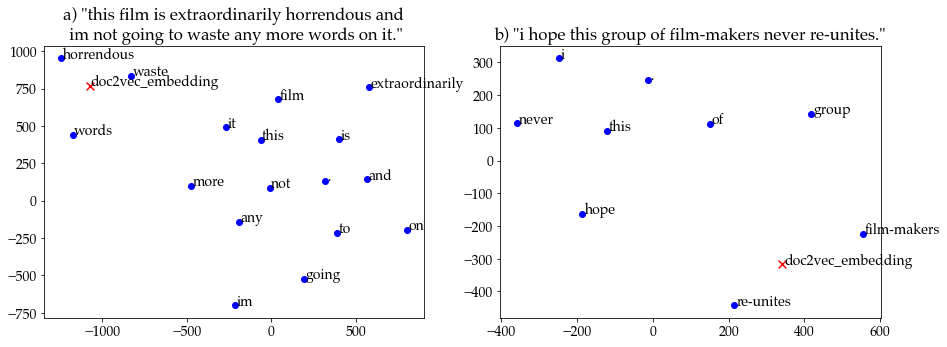 a) "this film is extraordinarily horrendous and
im not going to waste any more words on it."
1000
750
500
250
0
−250
−500
−750
−1000
−500
0
500
horrendous
waste
doc2vec_embedding
extraordinarily
film
words
it
this
is
more
not
.
and
any
to
on
going
im
b) "i hope this group of film-makers never re-unites."
300
200
100
0
−100
−200
−300
−400
−400
−200
0
200
400
600
i
.
never
this
of
group
hope
film-makers
doc2vec_embedding
re-unites